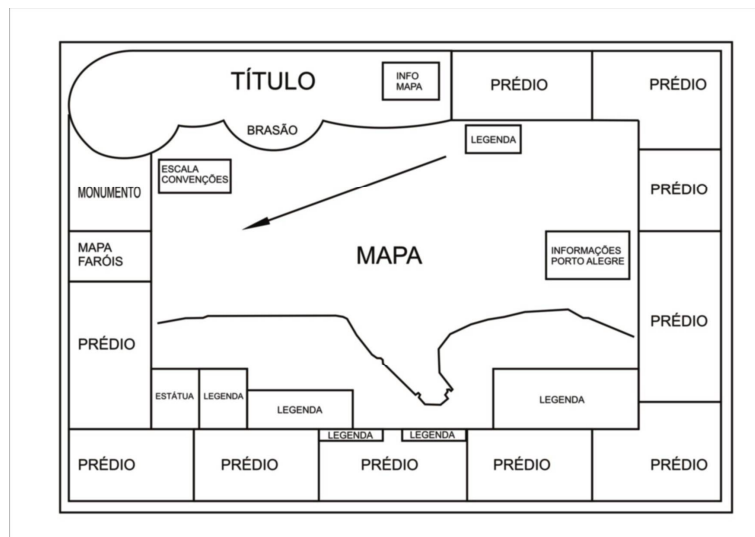 TÍTULO
INFO
MAPA
PRÉDIO
PRÉDIO
BRASÃO
LEGENDA
ESCALA
CONVENÇÕES
MONUMENTO
PRÉDIO
MAPA
FARÓIS
MAPA
INFORMAÇÕES
PORTO ALEGRE
PRÉDIO
PRÉDIO
ESTÁTUA
LEGENDA
LEGENDA
LEGENDA
LEGENDA
LEGENDA
PRÉDIO
PRÉDIO
PRÉDIO
PRÉDIO
PRÉDIO